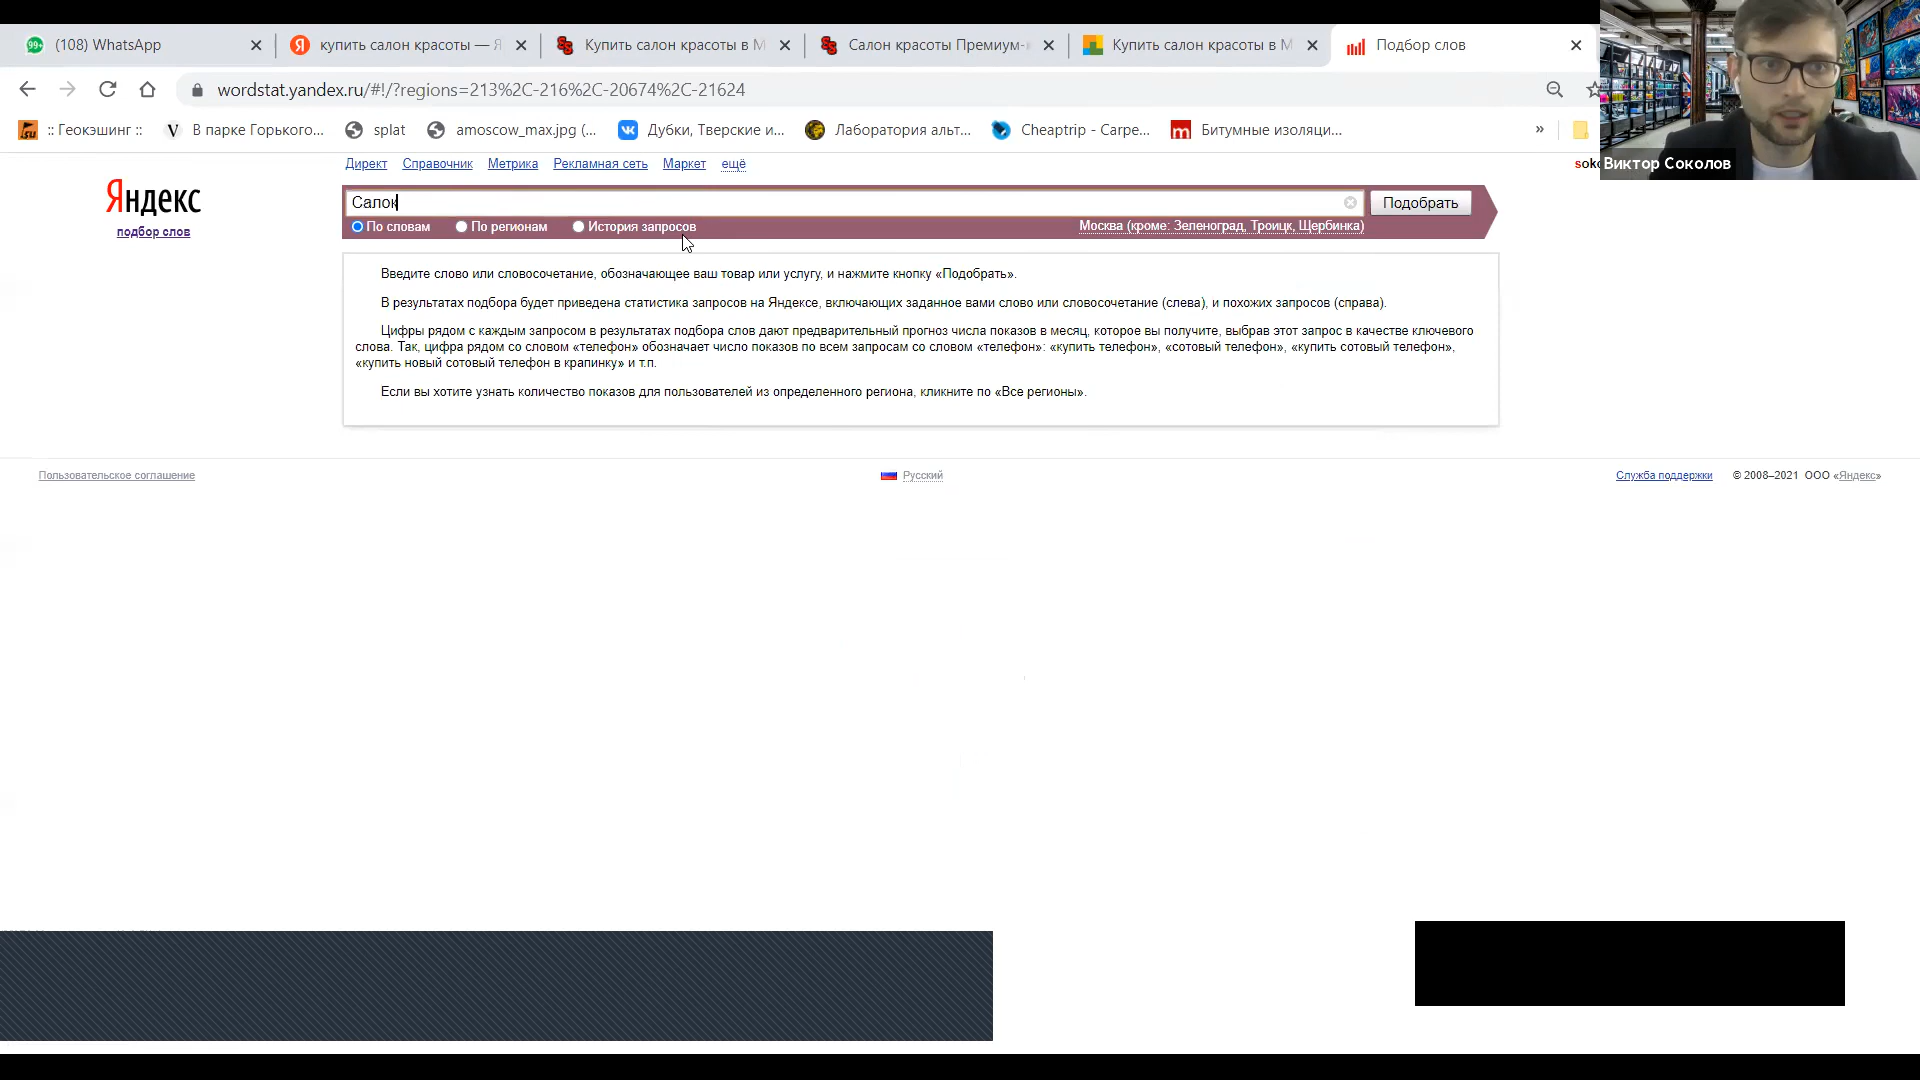 99+ (108) WhatsApp
купить салон красоты — Я
Купить салон красоты в М
Салон красоты Премиум-
Купить салон красоты в М
Подбор слов
wordstat.yandex.ru/#!/?regions=213%2C-216%2C-20674%2C-21624
:: Геокэшинг ::
В парке Горького...
splat
amoscow_max.jpg (...
Дубки, Тверские и...
Лаборатория альт...
Cheaptrip - Carpe...
Битумные изоляци...
»
Виктор Соколов
Директ Справочник Метрика Рекламная сеть Маркет ещё
soko
Яндекс
подбор слов
Салок
Подобрать
По словам По регионам История запросов
Москва (кроме: Зеленоград, Троицк, Щербинка)
Введите слово или словосочетание, обозначающее ваш товар или услугу, и нажмите кнопку «Подобрать».
В результатах подбора будет приведена статистика запросов на Яндексе, включающих заданное вами слово или словосочетание (слева), и похожих запросов (справа).
Цифры рядом с каждым запросом в результатах подбора слов дают предварительный прогноз числа показов в месяц, которое вы получите, выбрав этот запрос в качестве ключевого
слова. Так, цифра рядом со словом «телефон» обозначает число показов по всем запросам со словом «телефон»: «купить телефон», «сотовый телефон», «купить сотовый телефон»,
«купить новый сотовый телефон в крапинку» и т.п.
Если вы хотите узнать количество показов для пользователей из определенного региона, кликните по «Все регионы».
Пользовательское соглашение
Русский
Служба поддержки
© 2008–2021 ООО «Яндекс»